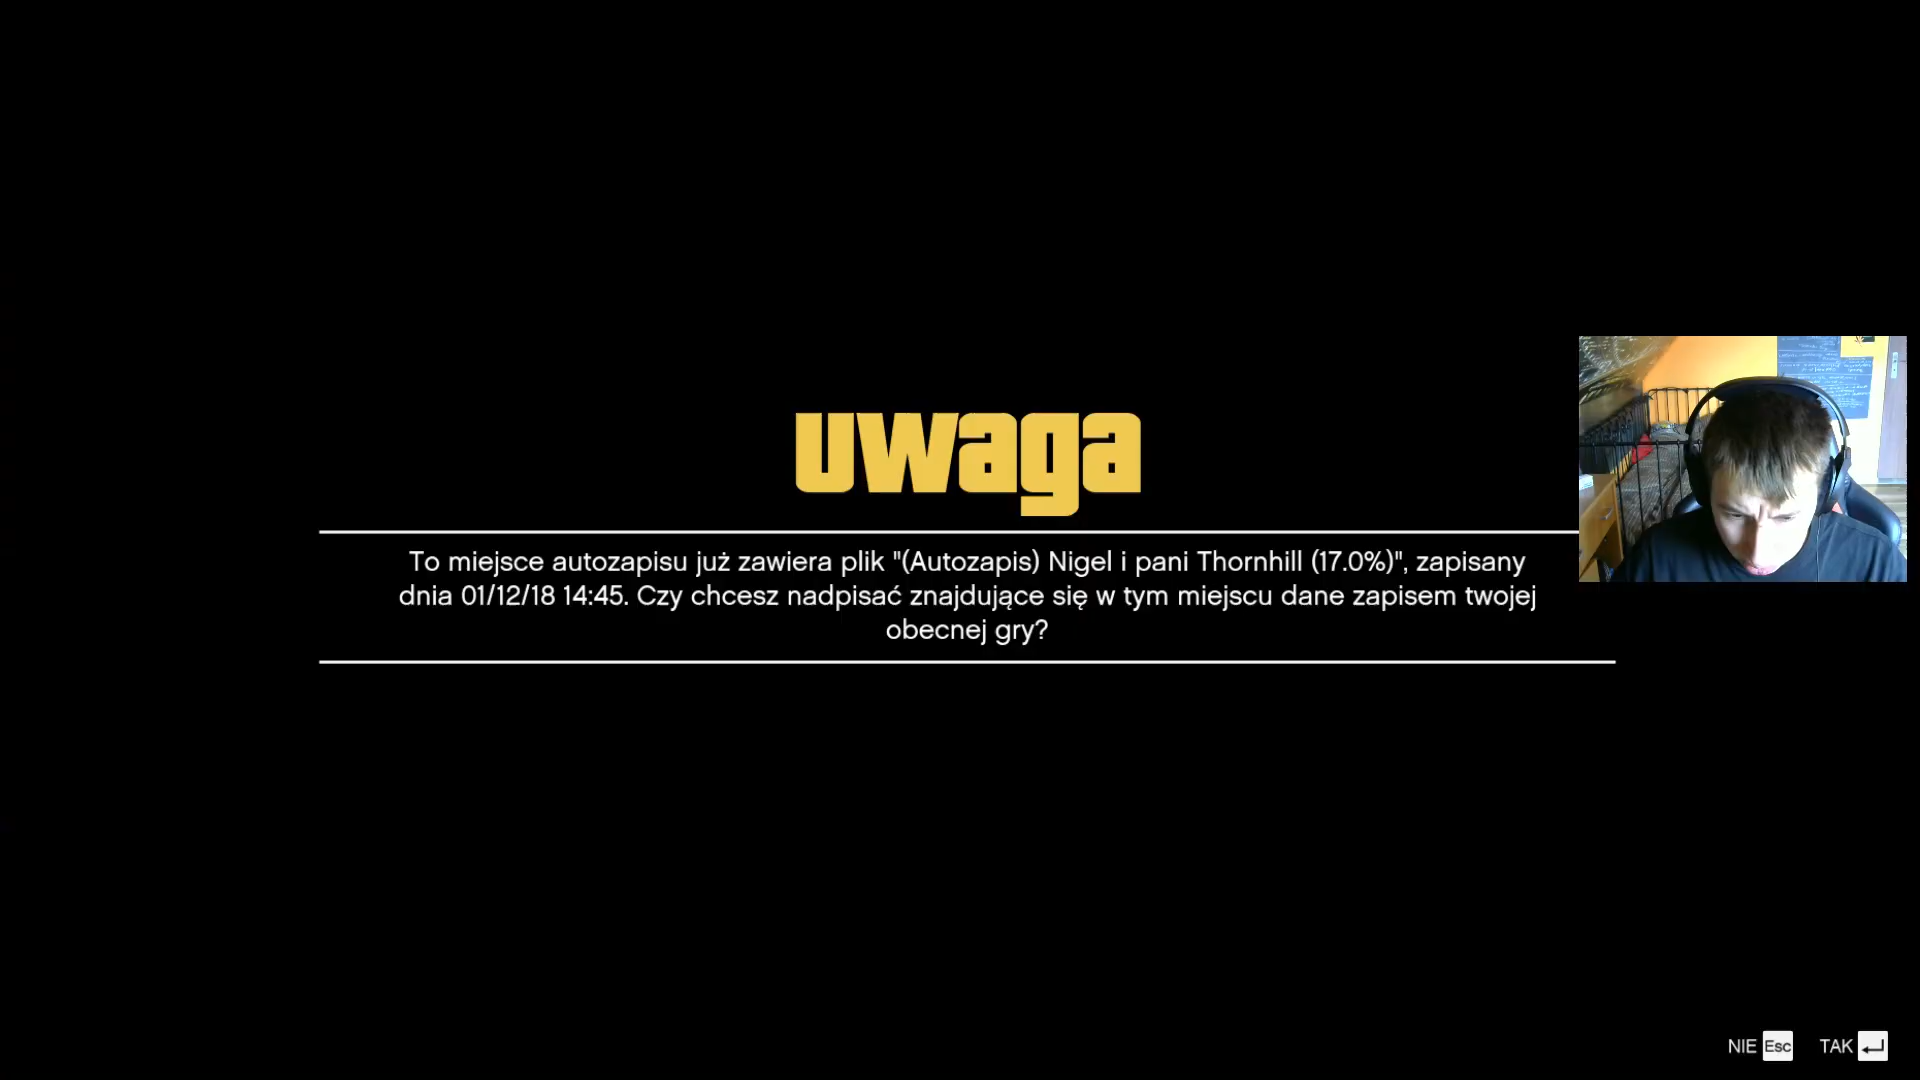 uwaga
To miejsce autozapisu już zawiera plik "(Autozapis) Nigel i pani Thornhill (17.0%)", zapisany
dnia 01/12/18 14:45. Czy chcesz nadpisać znajdujące się w tym miejscu dane zapisem twojej
obecnej gry?
NIE Esc TAK